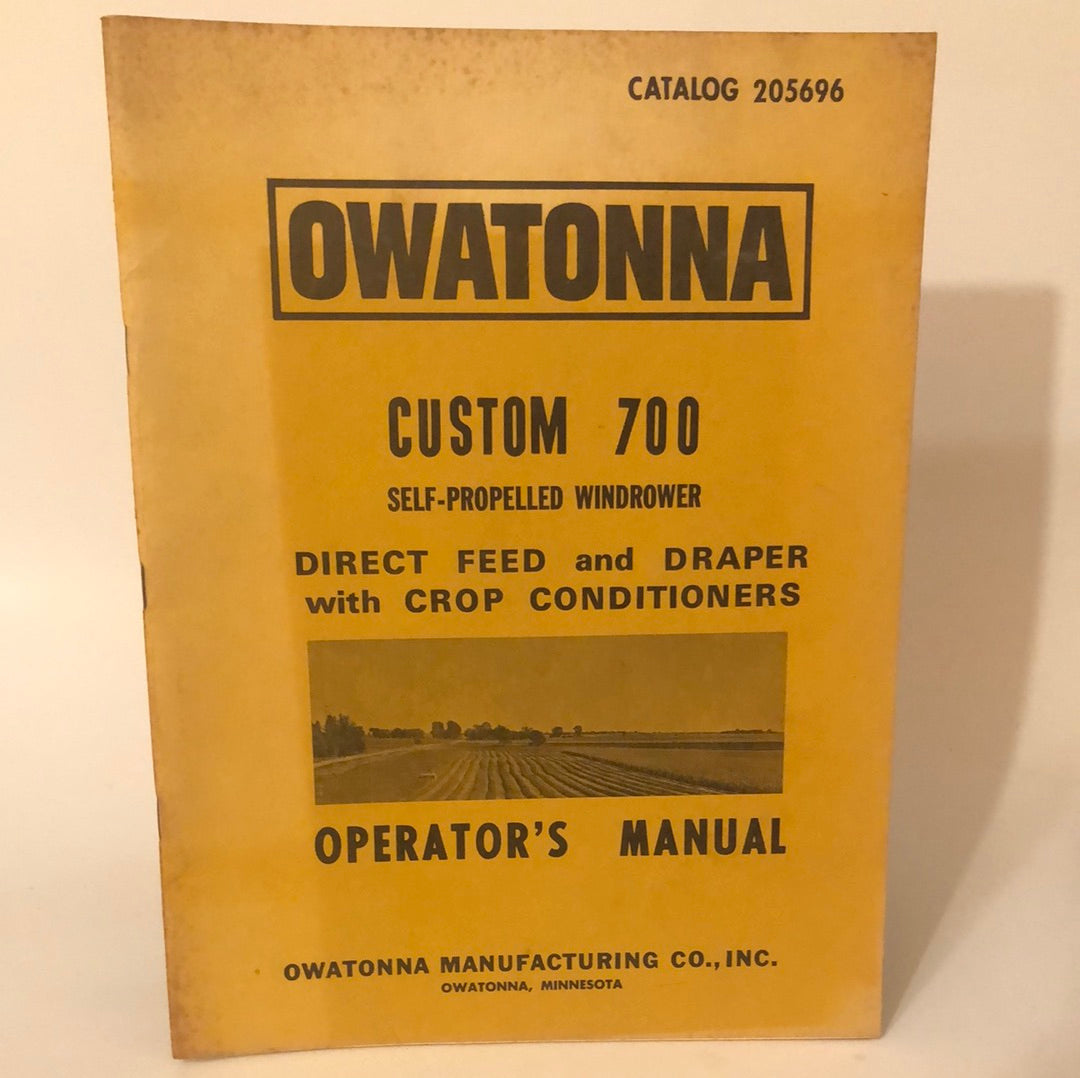 CATALOG 205696
OWATONNA
CUSTOM 700
SELF-PROPELLED WINDROWER
DIRECT FEED and DRAPER
with CROP CONDITIONERS
OPERATOR'S MANUAL
OWATONNA MANUFACTURING CO., INC.
OWATONNA, MINNESOTA